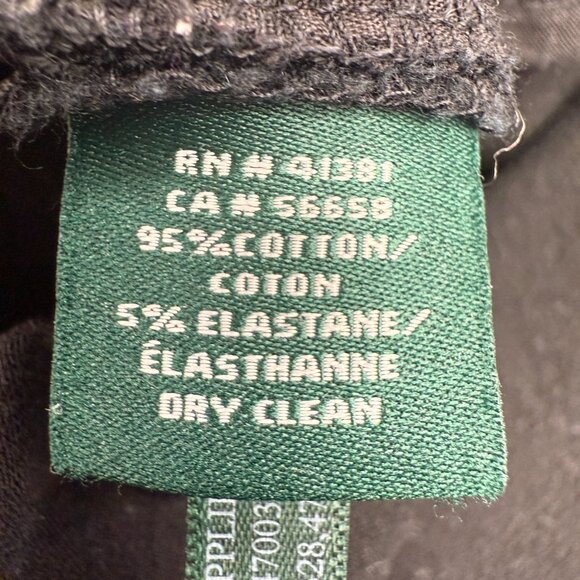 RN # 41381
CA # 56658
95% COTTON/
COTON
5% ELASTANE/
ÉLASTHANNE
DRY CLEAN